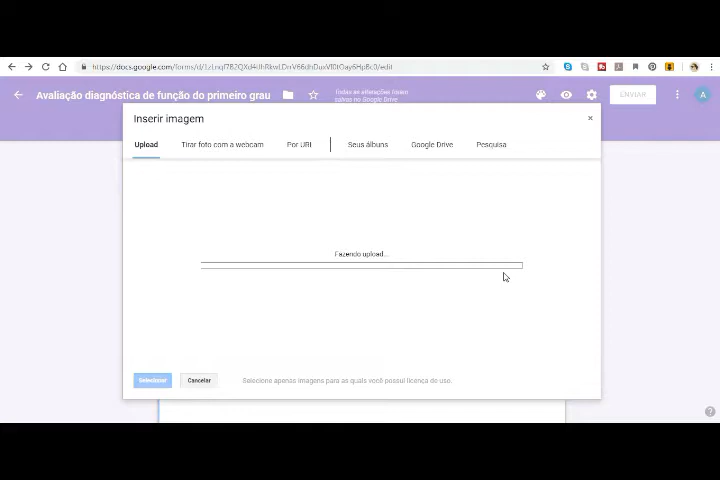 Avaliação diagnóstica de função do primeiro grau
Todas as alterações foram
salvas no Google Drive
ENVIAR
A
Inserir imagem
Upload
Tirar foto com a webcam
Por URl
Seus álbuns
Google Drive
Pesquisa
Fazendo upload...
Selecionar
Cancelar
Selecione apenas imagens para as quais você possui licença de uso.